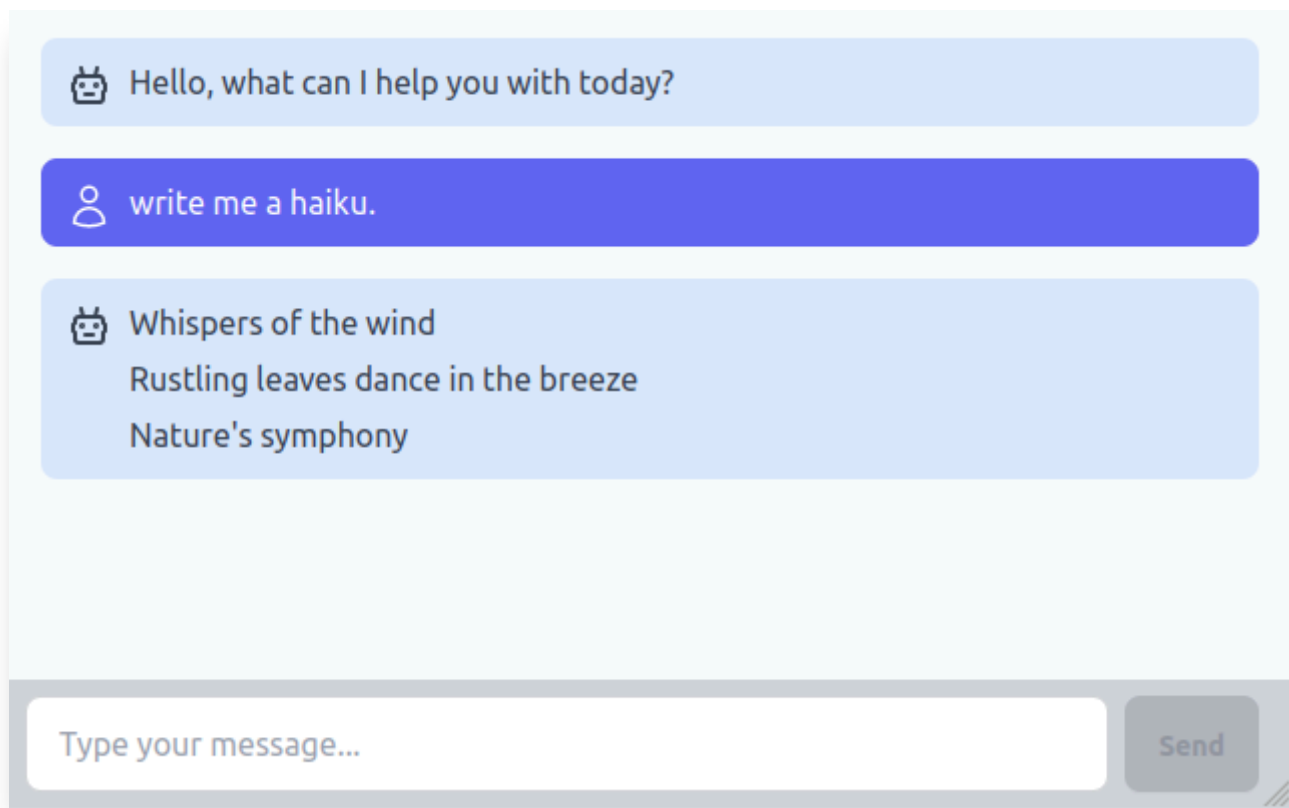 Hello, what can I help you with today?
write me a haiku.
Whispers of the wind
Rustling leaves dance in the breeze
Nature's symphony
Type your message...
Send